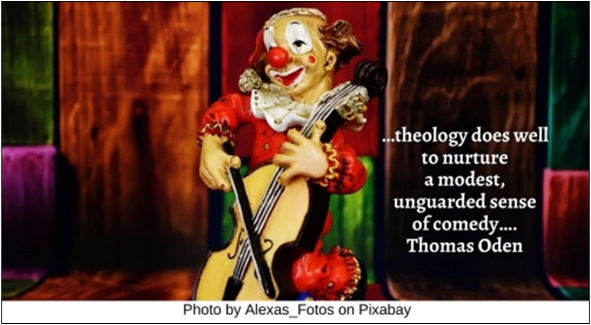 ...theology does well
to nurture
a modest,
unguarded sense
of comedy....
Thomas Oden
Photo by Alexas_Fotos on Pixabay